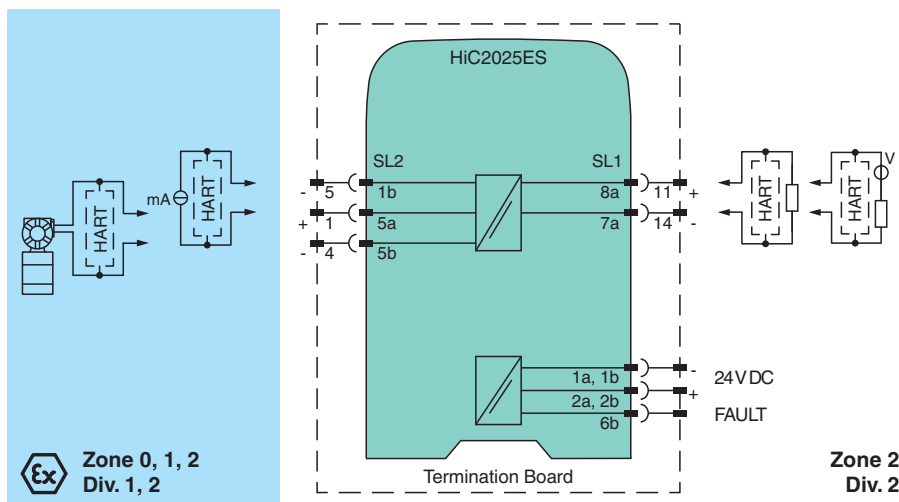 HiC2025ES
SL2
SL1
- 5 1b
8a 11 +
+ 1 5a
7a 14 -
- 4 5b
HART
mA
HART
HART
HART
V
1a, 1b - 24V DC
2a, 2b +
6b FAULT
Termination Board
Ex
Zone 0, 1, 2
Div. 1, 2
Zone 2
Div. 2